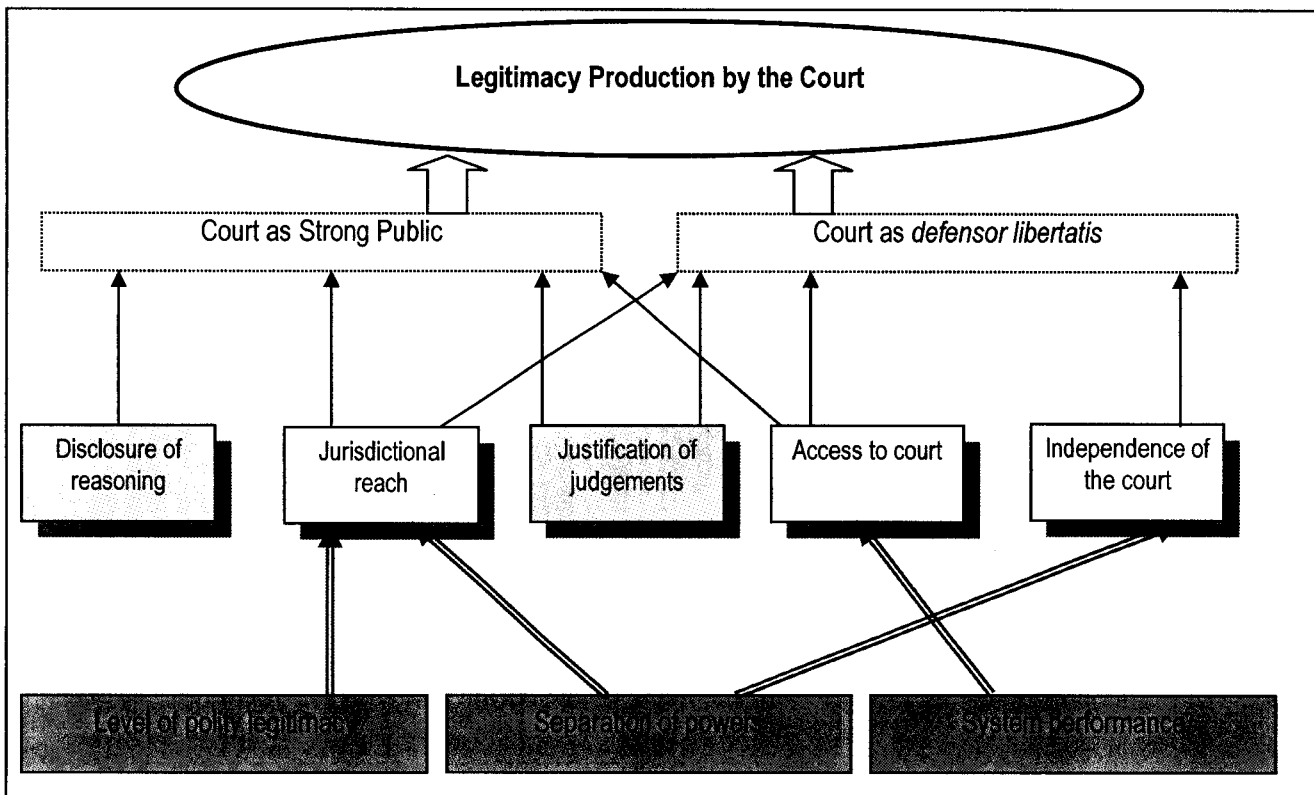 Legitimacy Production by the Court
Court as Strong Public
Court as defensor libertatis
Disclosure of
reasoning
Jurisdictional
reach
Justification of
judgements
Access to court
Independence of
the court
Level of polity legitimacy
Separation of powers
System performance